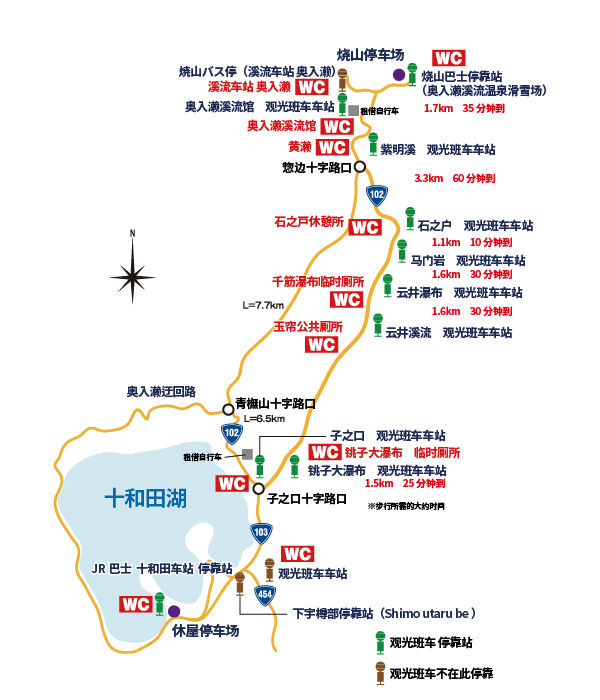 烧山停车场
WC
焼山バス停（溪流车站 奥入濑）
溪流车站 奥入濑 WC
烧山巴士停靠站
（奥入濑溪流温泉滑雪场）
奥入濑溪流馆 观光班车车站
租借自行车
1.7km 35 分钟到
奥入濑溪流馆 WC
黄濑 WC
紫明溪 观光班车车站
惣边十字路口
3.3km 60 分钟到
102
石之戸休憩所 WC
石之户 观光班车车站
1.1km 10 分钟到
N
马门岩 观光班车车站
1.6km 30 分钟到
千筋瀑布临时厕所
WC
云井瀑布 观光班车车站
L=7.7km
1.6km 30 分钟到
玉帘公共厕所
WC
云井溪流 观光班车车站
奥入濑迂回路
青橅山十字路口
L=6.5km
102
子之口 观光班车车站
租借自行车
WC 铫子大瀑布 临时厕所
铫子大瀑布 观光班车车站
WC
1.5km 25 分钟到
十和田湖
子之口十字路口
※步行所需的大约时间
103
WC
JR 巴士 十和田车站 停靠站
观光班车车站
454
WC
休屋停车场
下宇樽部停靠站（Shimo utaru be ）
观光班车 停靠站
观光班车不在此停靠